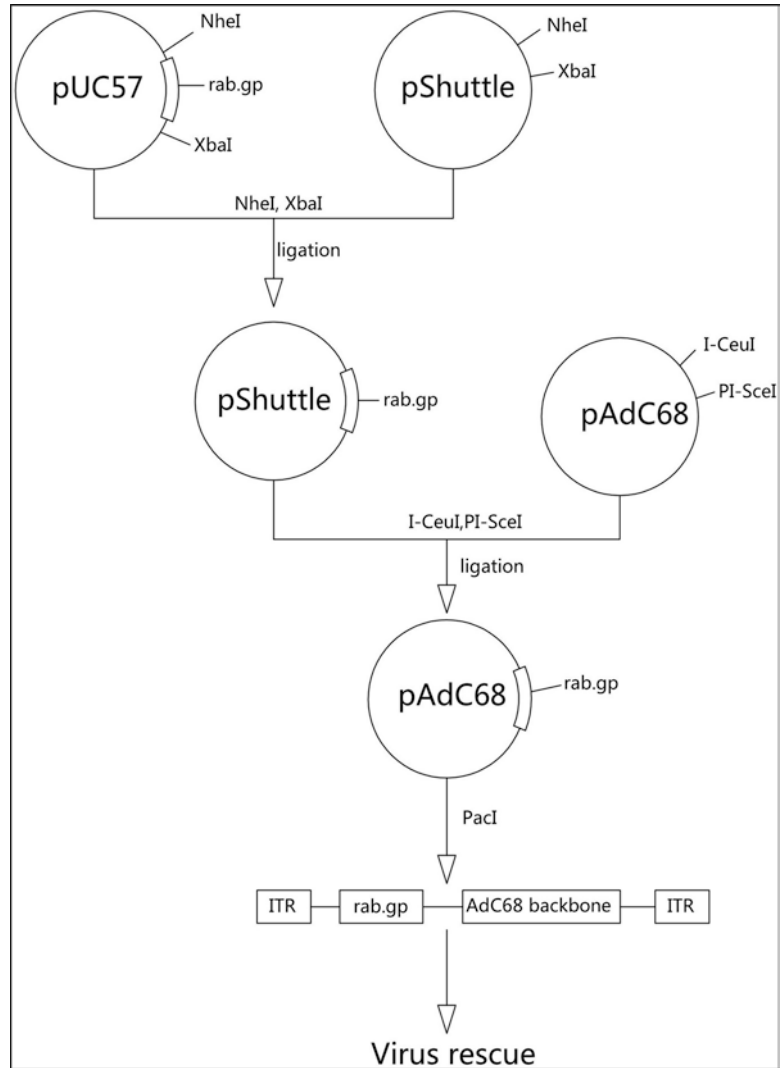 NheI
pUC57
rab.gp
XbaI
NheI
pShuttle
XbaI
NheI, XbaI
ligation
pShuttle
rab.gp
I-CeuI
PI-SceI
pAdC68
I-CeuI,PI-SceI
ligation
pAdC68
rab.gp
PacI
ITR
rab.gp
AdC68 backbone
ITR
Virus rescue